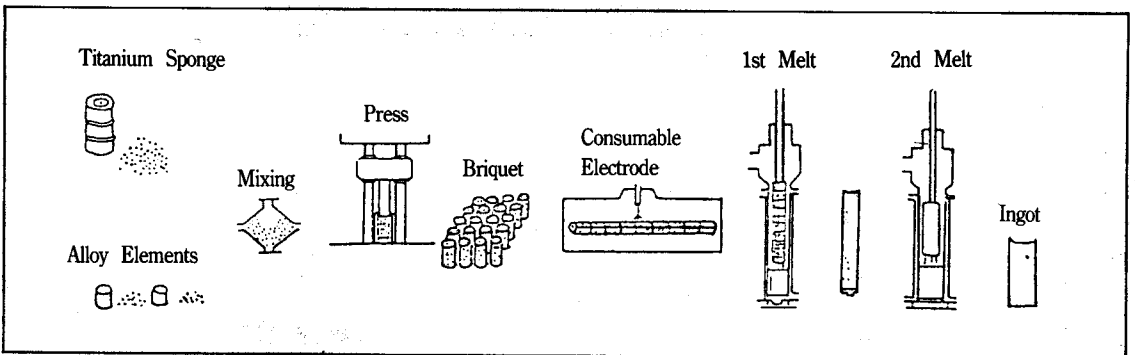 Titanium Sponge
Alloy Elements
Mixing
Press
Briquet
Consumable
Electrode
1st Melt
2nd Melt
Ingot